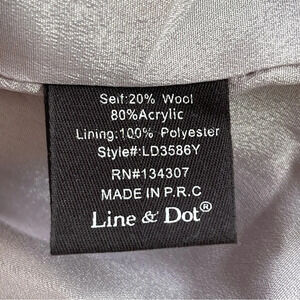 Self:20% Wool
80%Acrylic
Lining:100% Polyester
Style#:LD3586Y
RN#134307
MADE IN P.R.C
Line & Dot®